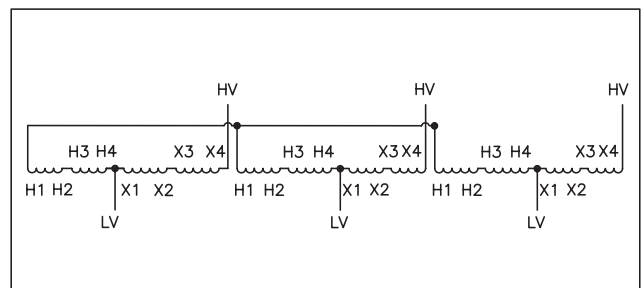 HV HV HV
H3 H4 X3 X4 H3 H4 X3 X4 H3 H4 X3 X4
H1 H2 X1 X2 H1 H2 X1 X2 H1 H2 X1 X2
LV LV LV